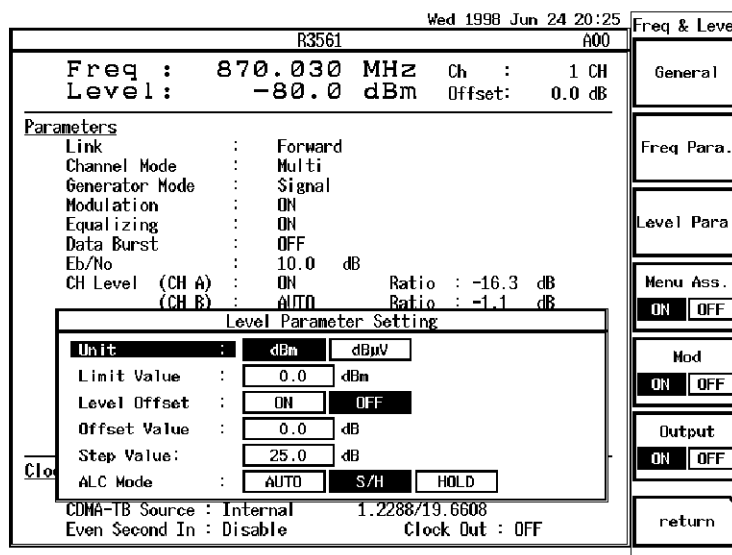 Wed 1998 Jun 24 20:25
R3561 A00
Freq : 870.030 MHz Ch : 1 CH
Level: -80.0 dBm Offset: 0.0 dB
Parameters
Link : Forward
Channel Mode : Multi
Generator Mode : Signal
Modulation : ON
Equalizing : ON
Data Burst : OFF
Eb/No : 10.0 dB
CH Level (CH A) : ON Ratio : -16.3 dB
(CH B) : AUTO Ratio : -1.1 dB
Level Parameter Setting
Unit : dBm dBµV
Limit Value : 0.0 dBm
Level Offset : ON OFF
Offset Value : 0.0 dB
Step Value: 25.0 dB
ALC Mode : AUTO S/H HOLD
Clo
CDMA-TB Source : Internal 1.2288/19.6608
Even Second In : Disable Clock Out : OFF
Freq & Leve
General
Freq Para.
Level Para
Menu Ass.
ON OFF
Mod
ON OFF
Output
ON OFF
return